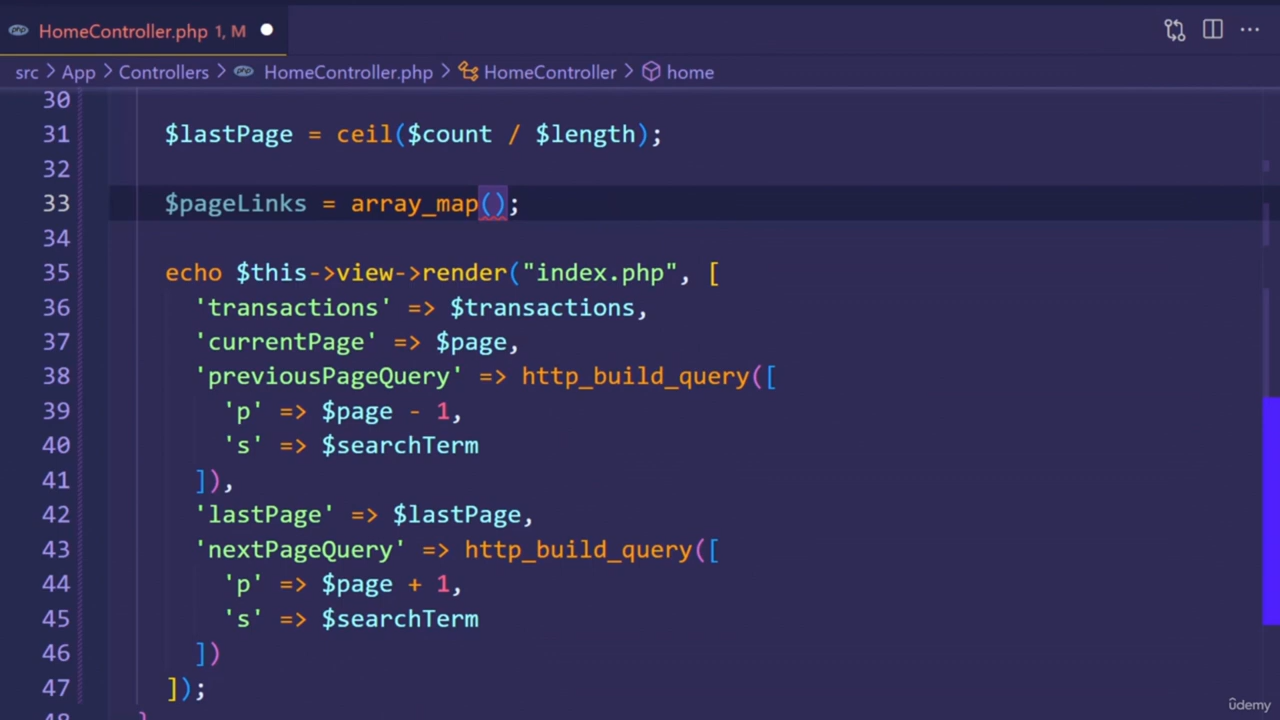 HomeController.php 1, M
src > App > Controllers > HomeController.php > HomeController > home
30
31 $lastPage = ceil($count / $length);
32
33 $pageLinks = array_map();
34
35 echo $this->view->render("index.php", [
36 'transactions' => $transactions,
37 'currentPage' => $page,
38 'previousPageQuery' => http_build_query([
39 'p' => $page - 1,
40 's' => $searchTerm
41 ]),
42 'lastPage' => $lastPage,
43 'nextPageQuery' => http_build_query([
44 'p' => $page + 1,
45 's' => $searchTerm
46 ])
47 ]);
48 }
ûdemy